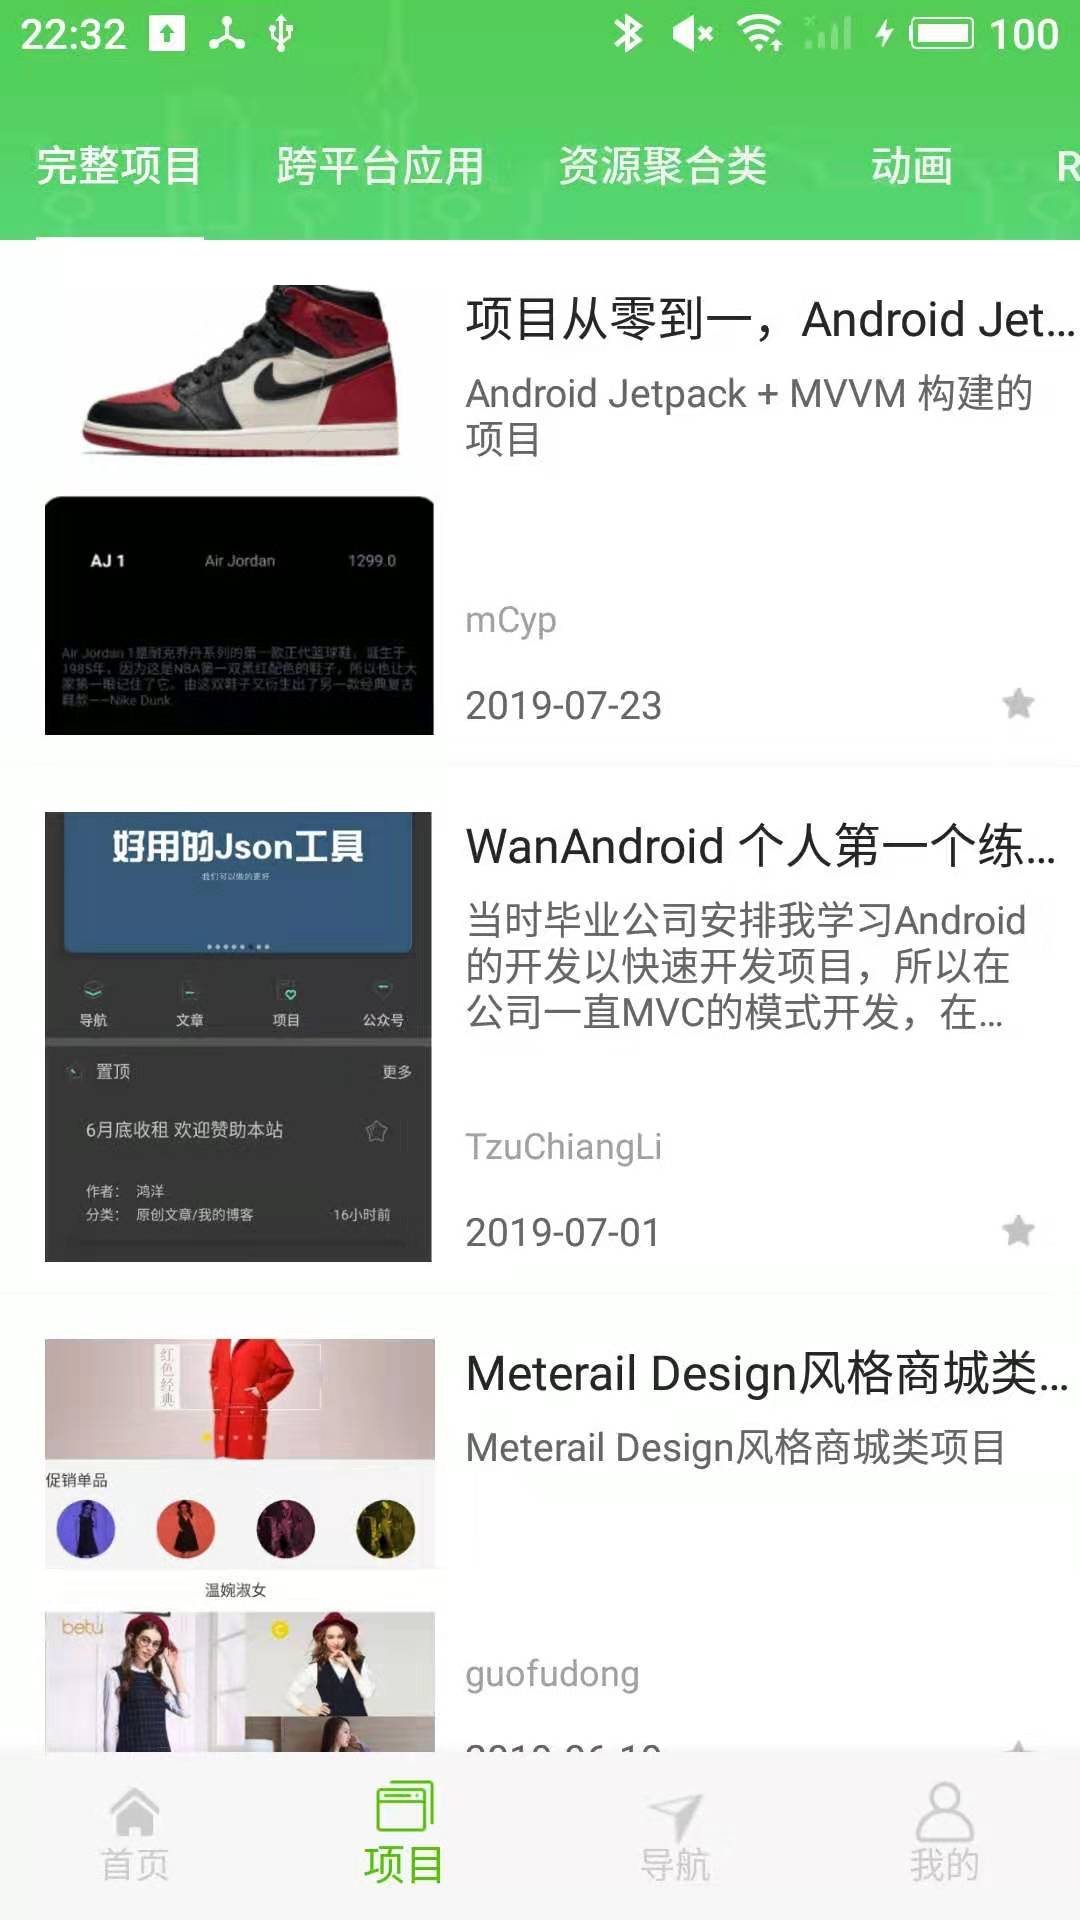 22:32
100
完整项目
跨平台应用
资源聚合类
动画
R
项目从零到一，Android Jet...
Android Jetpack + MVVM 构建的
项目
AJ 1
Air Jordan
1299.0
Air Jordan 1是耐克乔丹系列的第一款正代篮球鞋，诞生于
1985年，因为这是NBA第一双黑红配色的鞋子，所以也让大
家第一眼记住了它。由这双鞋子又衍生出了另一款经典复古
鞋款——Nike Dunk.
mCyp
2019-07-23
好用的Json工具
我们可以做的更好
导航
文章
项目
公众号
置顶
更多
6月底收租 欢迎赞助本站
作者： 鸿洋
分类： 原创文章/我的博客
16小时前
WanAndroid 个人第一个练...
当时毕业公司安排我学习Android
的开发以快速开发项目，所以在
公司一直MVC的模式开发，在...
TzuChiangLi
2019-07-01
红色经典
促销单品
温婉淑女
betu
Meterail Design风格商城类...
Meterail Design风格商城类项目
guofudong
首页
项目
导航
我的